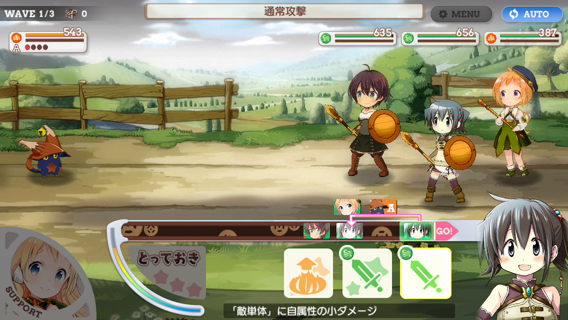 WAVE 1/3 0
通常攻撃
MENU
AUTO
543
A
635
656
387
A
GO!
とっておき
SUPPORT
「敵単体」に自属性の小ダメージ